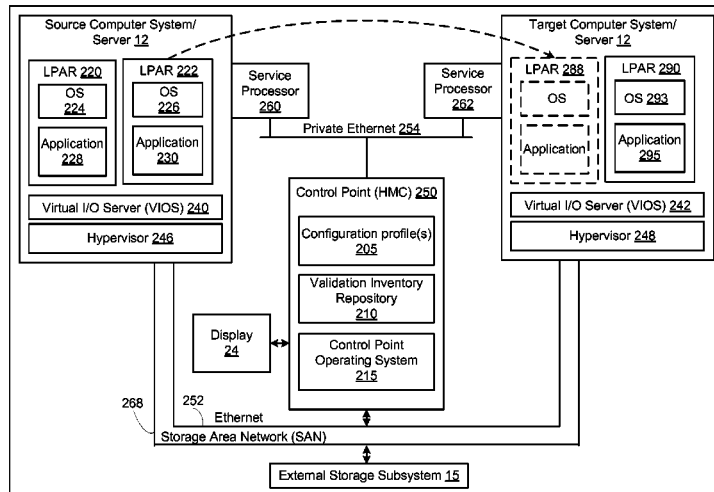 Source Computer System/
Server 12
LPAR 220
OS
224
Application
228
LPAR 222
OS
226
Application
230
Virtual I/O Server (VIOS) 240
Hypervisor 246
Service
Processor
260
Service
Processor
262
Private Ethernet 254
Target Computer System/
Server 12
LPAR 288
OS
Application
LPAR 290
OS 293
Application
295
Virtual I/O Server (VIOS) 242
Hypervisor 248
Control Point (HMC) 250
Configuration profile(s)
205
Validation Inventory
Repository
210
Control Point
Operating System
215
Display
24
268
252
Ethernet
Storage Area Network (SAN)
External Storage Subsystem 15